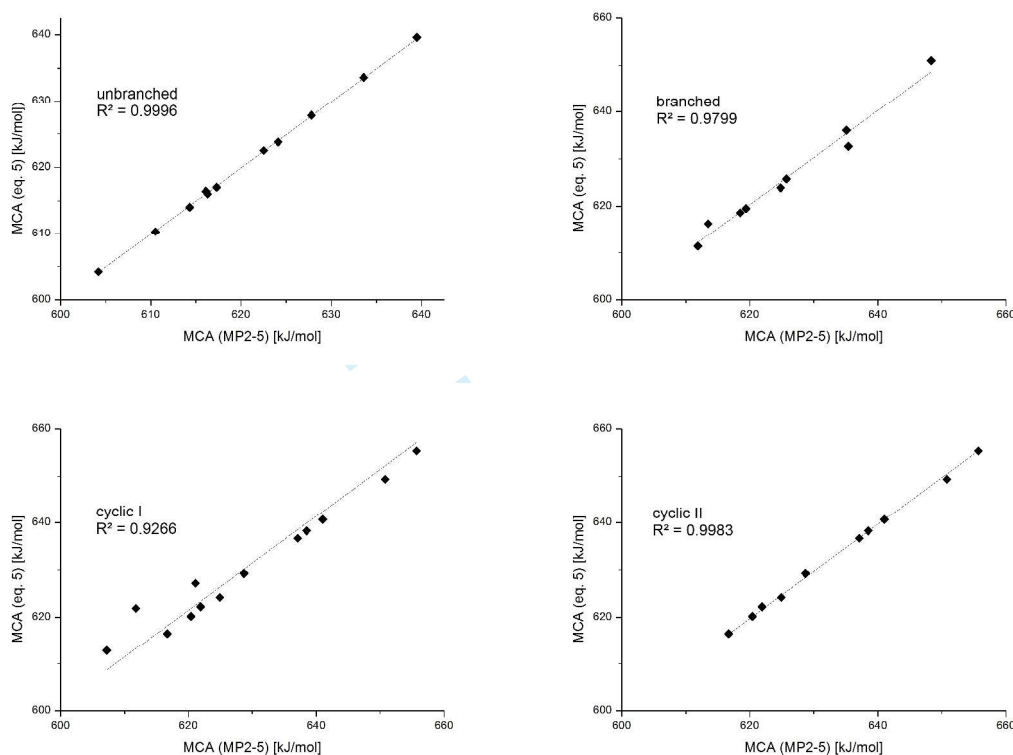 640
630
620
610
600
MCA (eq. 5) [kJ/mol])
unbranched
R² = 0.9996
600 610 620 630 640
MCA (MP2-5) [kJ/mol]
660
640
620
600
MCA (eq. 5) [kJ/mol]
branched
R² = 0.9799
600 620 640 660
MCA (MP2-5) [kJ/mol]
660
640
620
600
MCA (eq. 5) [kJ/mol]
cyclic I
R² = 0.9266
600 620 640 660
MCA (MP2-5) [kJ/mol]
660
640
620
600
MCA (eq. 5) [kJ/mol]
cyclic II
R² = 0.9983
600 620 640 660
MCA (MP2-5) [kJ/mol]